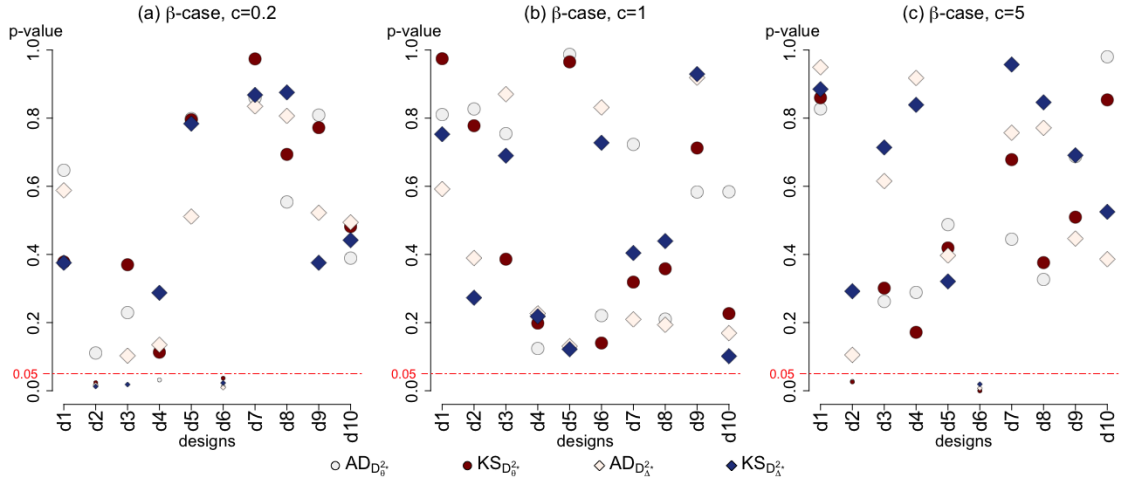 (a) β-case, c=0.2
(b) β-case, c=1
(c) β-case, c=5
p-value
p-value
p-value
1.0
0.8
0.6
0.4
0.2
0.05
0.0
1.0
0.8
0.6
0.4
0.2
0.05
0.0
1.0
0.8
0.6
0.4
0.2
0.05
0.0
d1 d2 d3 d4 d5 d6 d7 d8 d9 d10
d1 d2 d3 d4 d5 d6 d7 d8 d9 d10
d1 d2 d3 d4 d5 d6 d7 d8 d9 d10
designs
designs
designs
AD_{D_θ^{2*}} KS_{D_θ^{2*}} AD_{D_Δ^{2*}} KS_{D_Δ^{2*}}